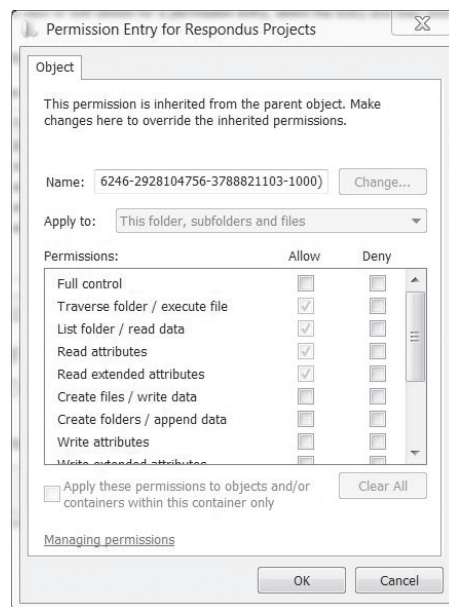 Permission Entry for Respondus Projects
Object
This permission is inherited from the parent object. Make
changes here to override the inherited permissions.
Name: 6246-2928104756-3788821103-1000) Change...
Apply to: This folder, subfolders and files
Permissions: Allow Deny
Full control
Traverse folder / execute file
List folder / read data
Read attributes
Read extended attributes
Create files / write data
Create folders / append data
Write attributes
Write extended attributes
Apply these permissions to objects and/or
containers within this container only
Clear All
Managing permissions
OK Cancel